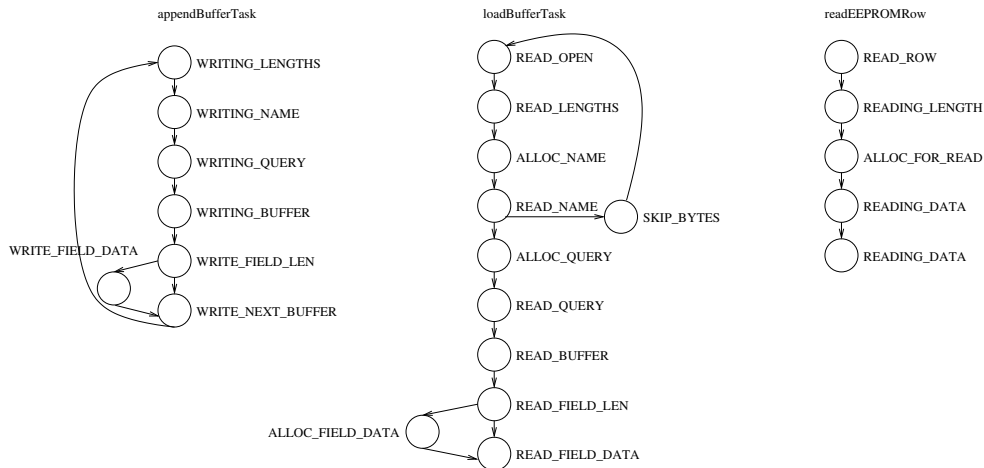 appendBufferTask
WRITING_LENGTHS
WRITING_NAME
WRITING_QUERY
WRITING_BUFFER
WRITE_FIELD_DATA
WRITE_FIELD_LEN
WRITE_NEXT_BUFFER
loadBufferTask
READ_OPEN
READ_LENGTHS
ALLOC_NAME
READ_NAME
SKIP_BYTES
ALLOC_QUERY
READ_QUERY
READ_BUFFER
READ_FIELD_LEN
ALLOC_FIELD_DATA
READ_FIELD_DATA
readEEPROMRow
READ_ROW
READING_LENGTH
ALLOC_FOR_READ
READING_DATA
READING_DATA